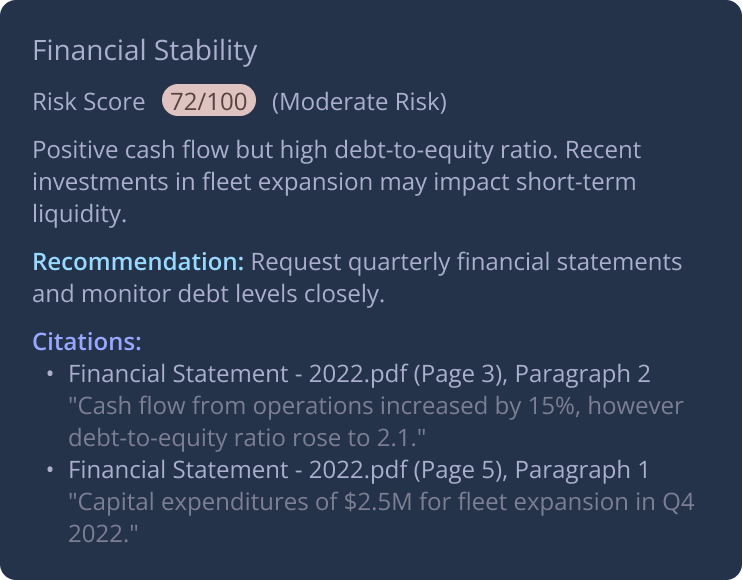 Financial Stability
Risk Score 72/100 (Moderate Risk)
Positive cash flow but high debt-to-equity ratio. Recent
investments in fleet expansion may impact short-term
liquidity.
Recommendation: Request quarterly financial statements
and monitor debt levels closely.
Citations:
• Financial Statement - 2022.pdf (Page 3), Paragraph 2
"Cash flow from operations increased by 15%, however
debt-to-equity ratio rose to 2.1."
• Financial Statement - 2022.pdf (Page 5), Paragraph 1
"Capital expenditures of $2.5M for fleet expansion in Q4
2022."